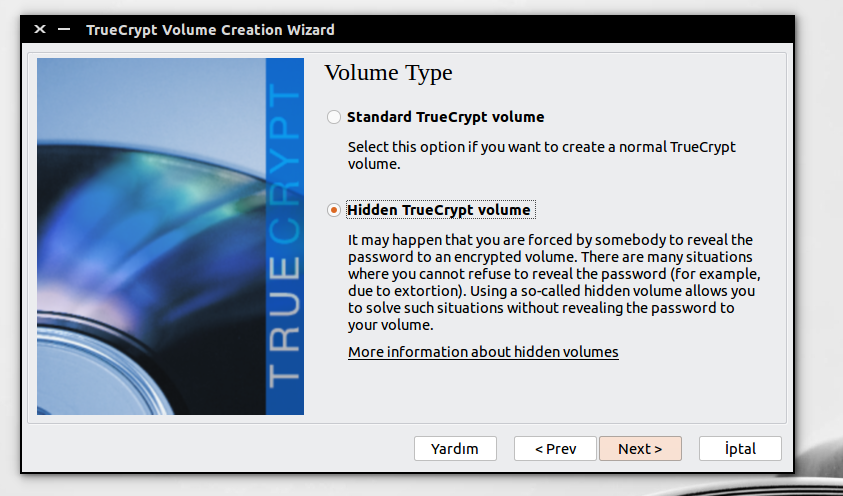 TrueCrypt Volume Creation Wizard
TRUECRYPT
Volume Type
Standard TrueCrypt volume
Select this option if you want to create a normal TrueCrypt
volume.
Hidden TrueCrypt volume
It may happen that you are forced by somebody to reveal the
password to an encrypted volume. There are many situations
where you cannot refuse to reveal the password (for example,
due to extortion). Using a so-called hidden volume allows you
to solve such situations without revealing the password to
your volume.
More information about hidden volumes
Yardım
< Prev
Next >
İptal